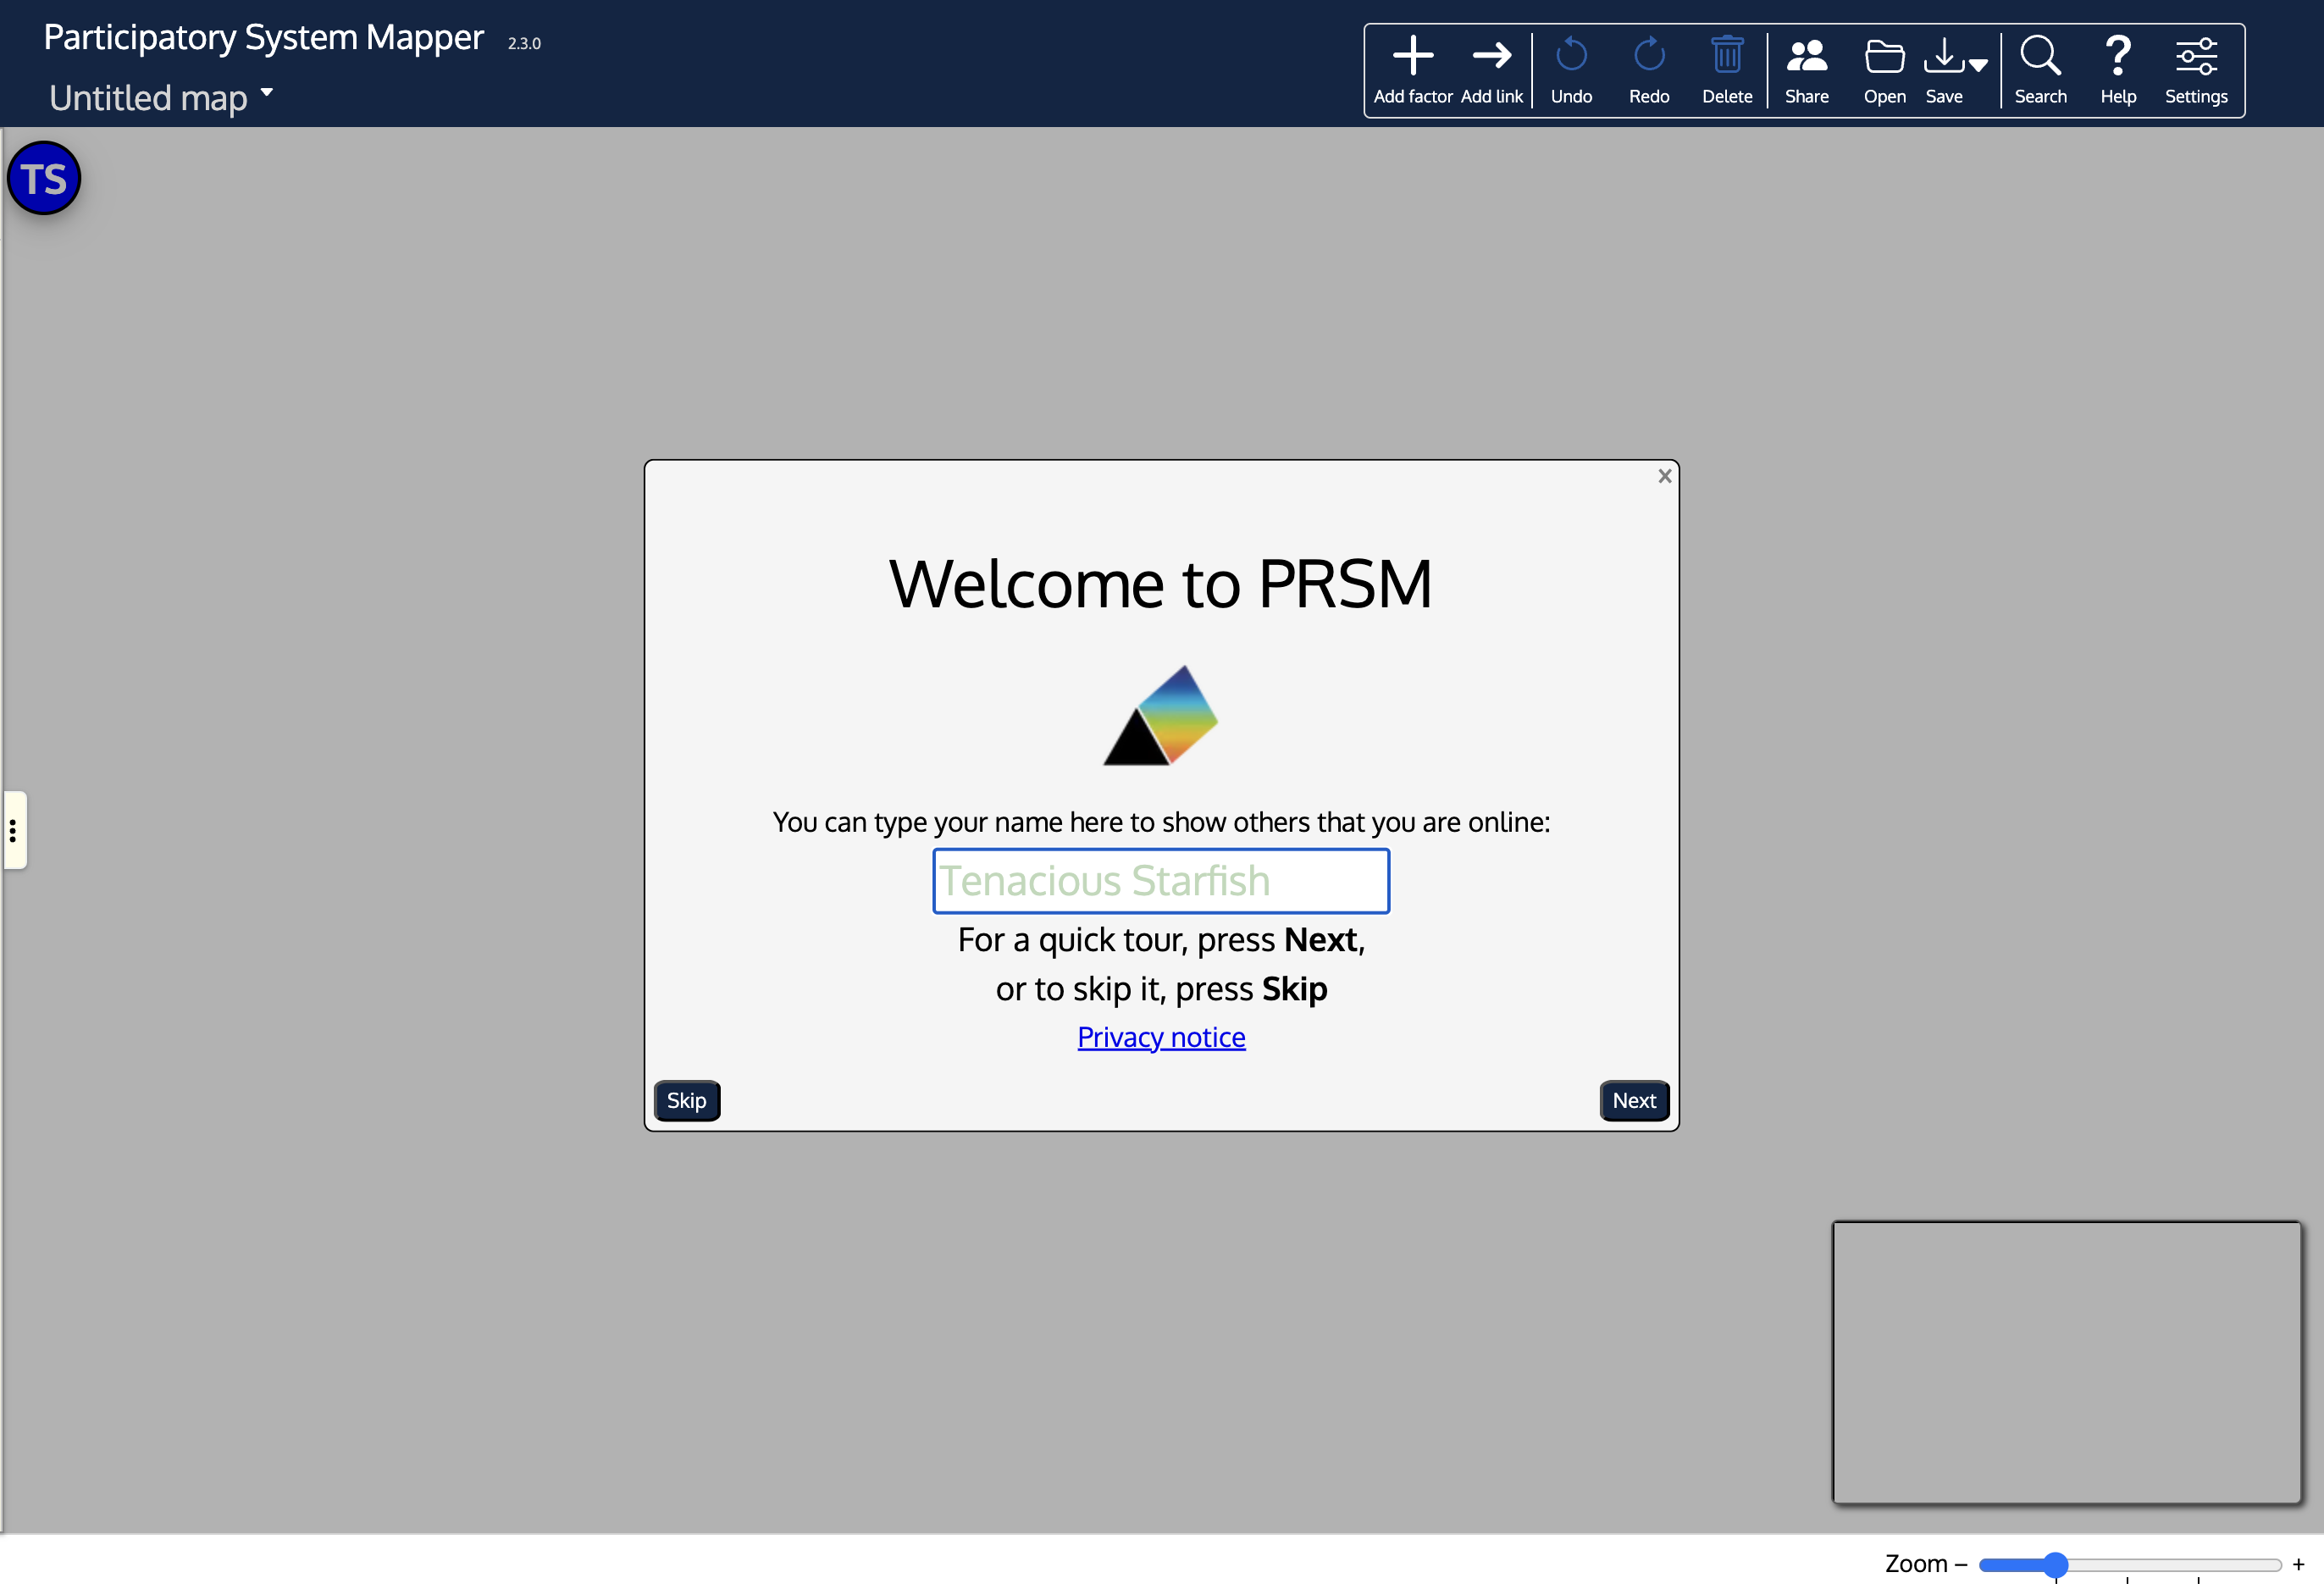 Participatory System Mapper 2.3.0
Untitled map
Add factor Add link Undo Redo Delete Share Open Save Search Help Settings
TS
Welcome to PRSM
You can type your name here to show others that you are online:
Tenacious Starfish
For a quick tour, press Next,
or to skip it, press Skip
Privacy notice
Skip Next
Zoom − +